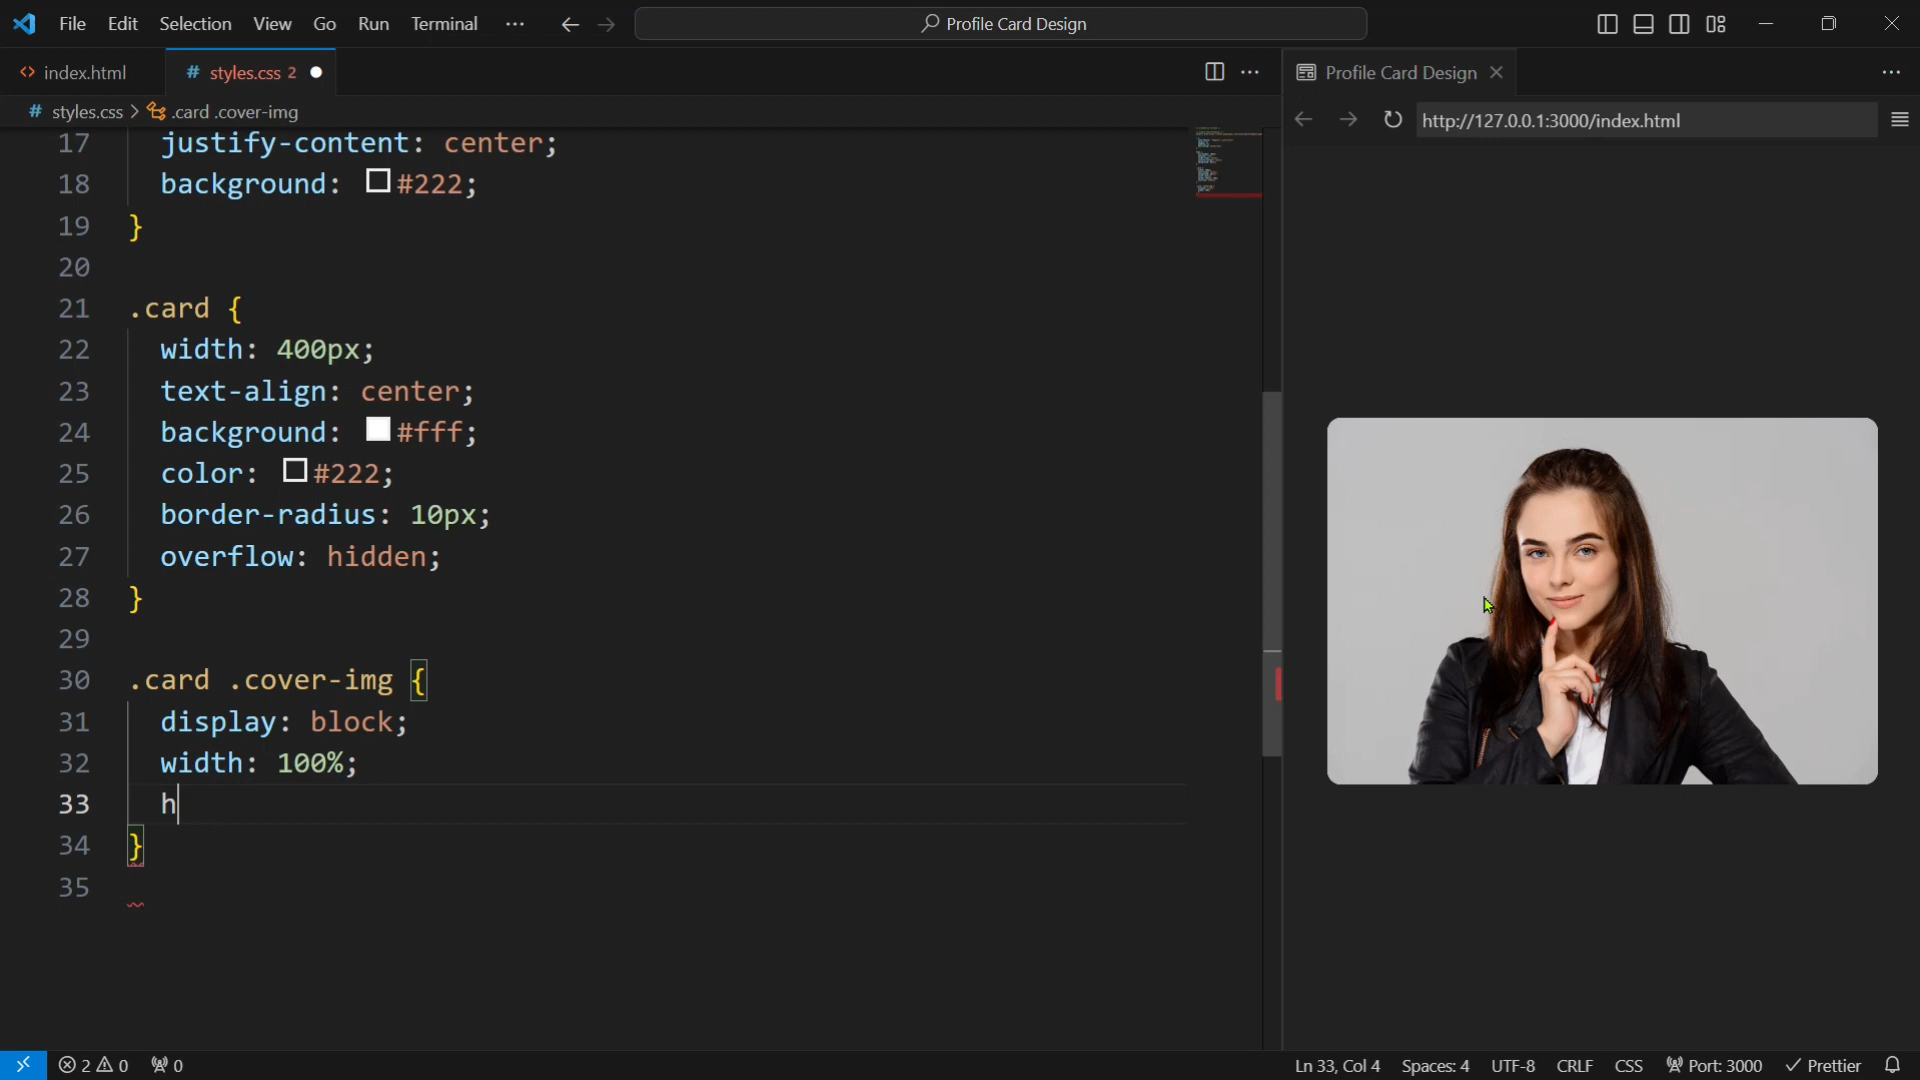 File Edit Selection View Go Run Terminal ··· Profile Card Design
index.html # styles.css 2 Profile Card Design
# styles.css > .card .cover-img
http://127.0.0.1:3000/index.html
17 justify-content: center;
18 background: #222;
19 }
20
21 .card {
22 width: 400px;
23 text-align: center;
24 background: #fff;
25 color: #222;
26 border-radius: 10px;
27 overflow: hidden;
28 }
29
30 .card .cover-img {
31 display: block;
32 width: 100%;
33 h
34 }
35
2 0 0 Ln 33, Col 4 Spaces: 4 UTF-8 CRLF CSS Port: 3000 Prettier